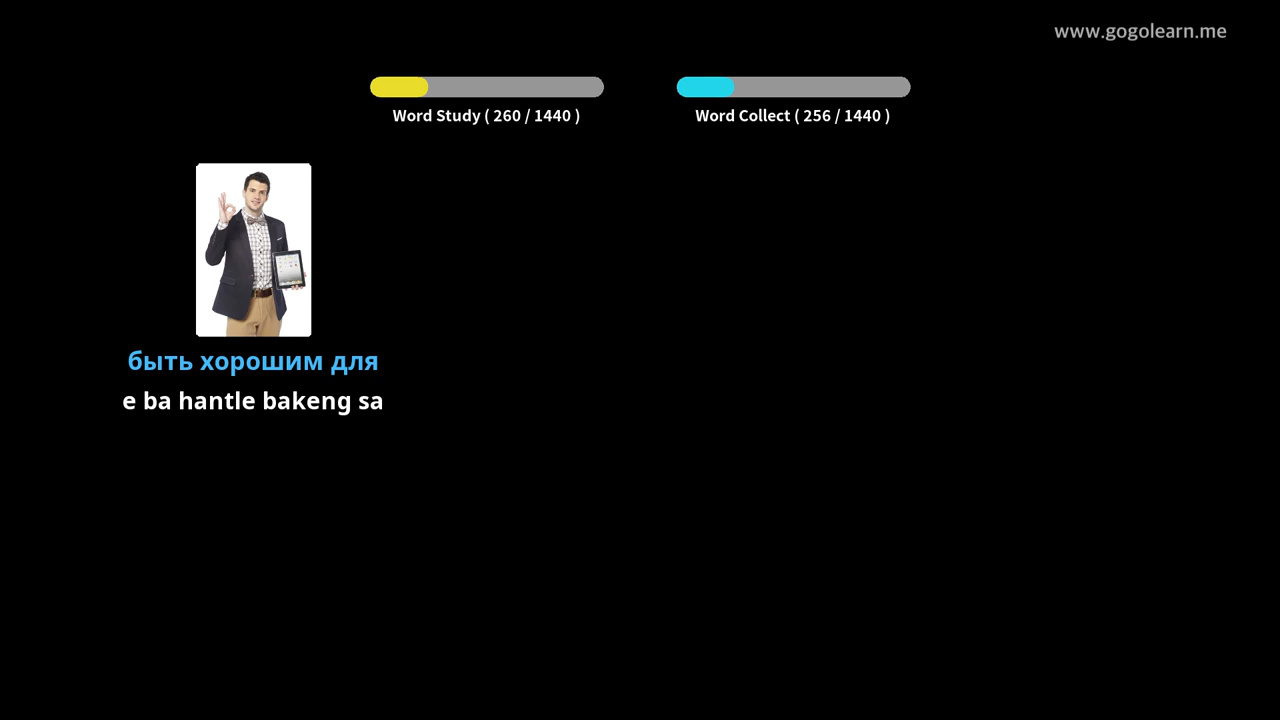 www.gogolearn.me
Word Study ( 260 / 1440 )
Word Collect ( 256 / 1440 )
быть хорошим для
e ba hantle bakeng sa